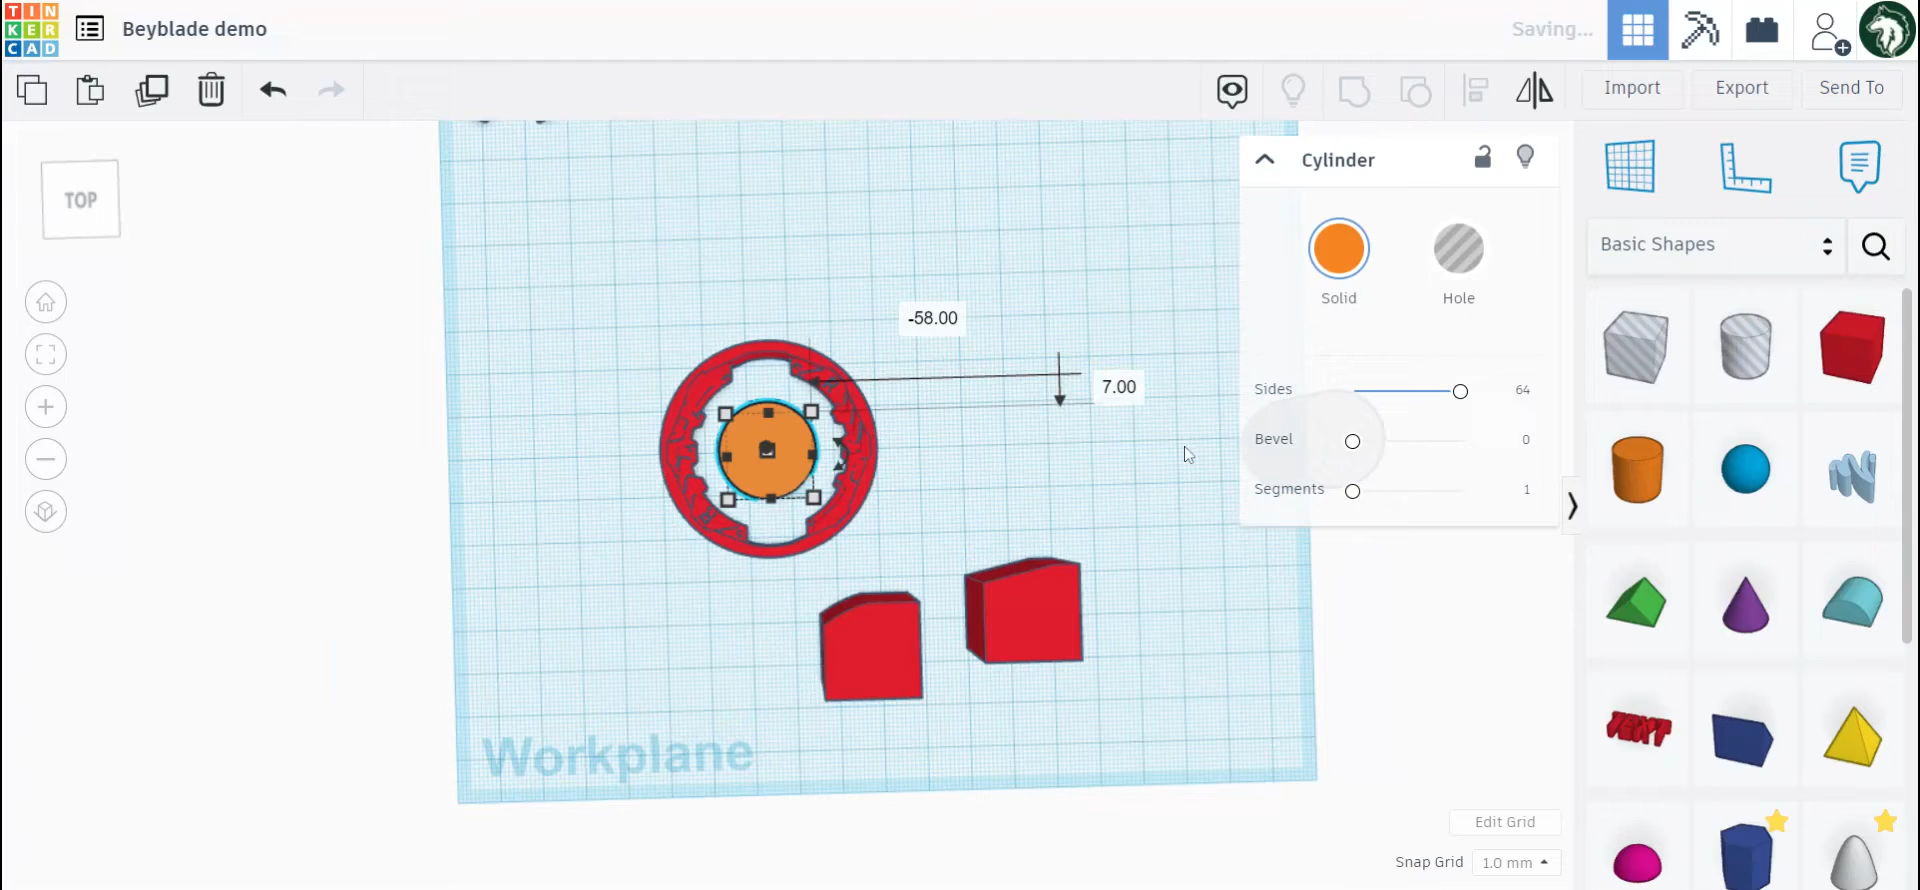 TIN
KER
CAD
Beyblade demo
Saving...
Import
Export
Send To
TOP
Cylinder
Basic Shapes
Solid
Hole
-58.00
7.00
Sides
64
Bevel
0
Segments
1
TEXT
Workplane
Edit Grid
Snap Grid
1.0 mm